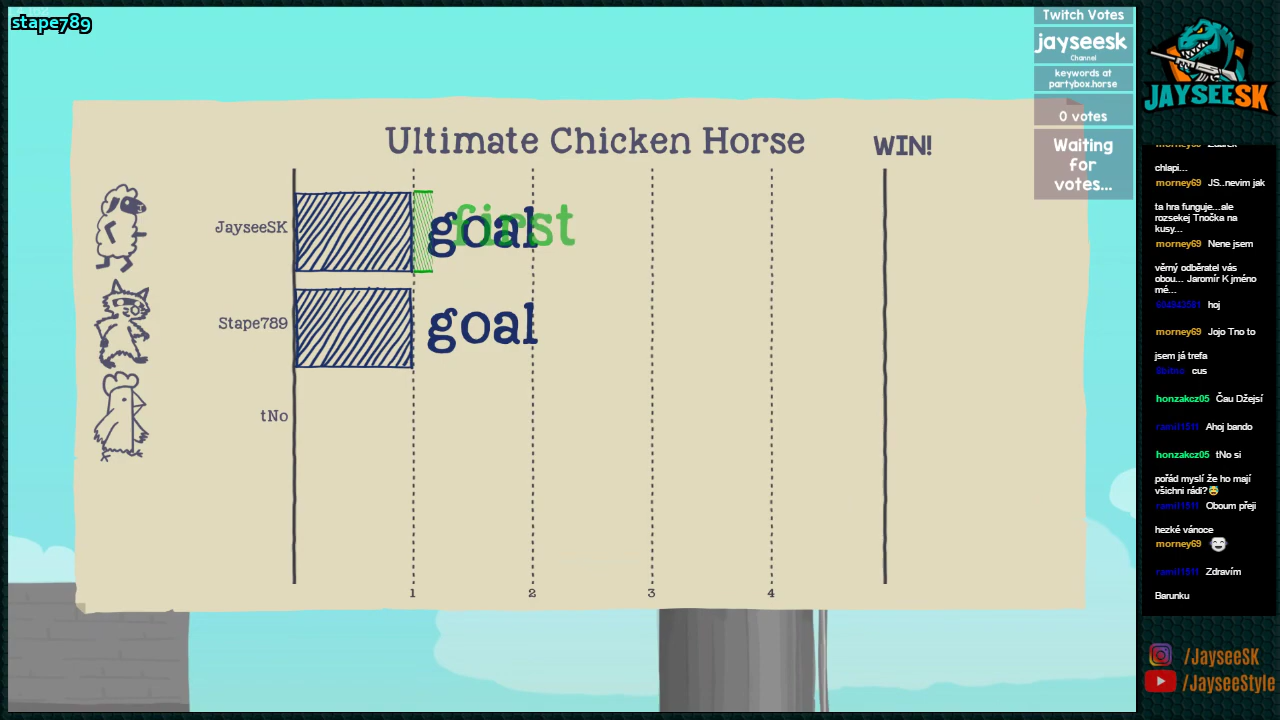 stape789
Twitch Votes
jayseesk
Channel
keywords at
partybox.horse
0 votes
Waiting
for
votes...
JAYSEESK
Ultimate Chicken Horse
WIN!
JayseeSK
goal
first
Stape789
goal
tNo
1
2
3
4
chlapi...
morney69 JS..nevim jak
ta hra funguje...ale
rozsekej Tnočka na
kusy...
morney69 Nene jsem
věrný odběratel vás
obou... Jaromír K jméno
mé...
hoj
morney69 Jojo Tno to
jsem já trefa
cus
honzakcz05 Čau Džejsí
Ahoj bando
honzakcz05 tNo si
pořád myslí že ho mají
všichni rádi?😅
Oboum přeji
hezké vánoce
morney69
Zdravím
Barunku
/JayseeSK
/JayseeStyle